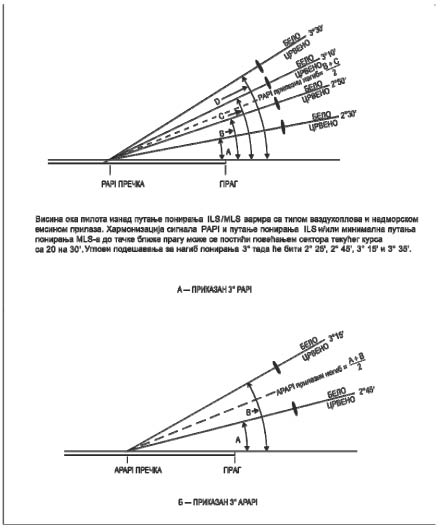 БЕЛО
ЦРВЕНО
3°30'
БЕЛО
ЦРВЕНО
3°10'
PAPI прилазни нагиб= B + C
2
БЕЛО
ЦРВЕНО
2°50'
БЕЛО
ЦРВЕНО
2°30'
D
C
B
A
PAPI ПРЕЧКА
ПРАГ
Висина ока пилота изнад путање понирања ILS/MLS варира са типом ваздухоплова и надморском
висином прилаза. Хармонизација сигнала PAPI и путање понирања ILS и/или минимална путања
понирања MLS-а до тачке ближе прагу може се постићи повећањем сектора текућег курса
са 20 на 30'. Углови подешавања за нагиб понирања 3° тада ће бити 2° 25', 2° 45', 3° 15' и 3° 35'.
А — ПРИКАЗАН 3° PAPI
БЕЛО
ЦРВЕНО
3°15'
APAPI прилазни нагиб = A + B
2
БЕЛО
ЦРВЕНО
2°45'
B
A
APAPI ПРЕЧКА
ПРАГ
Б — ПРИКАЗАН 3° APAPI